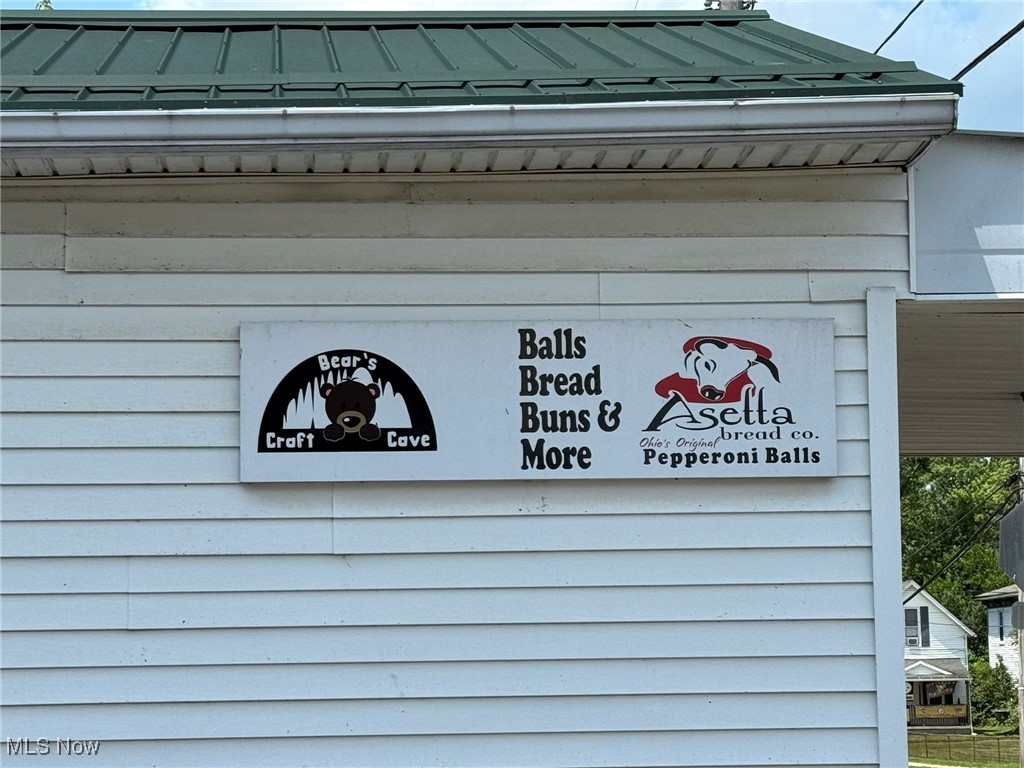 Bear's
Craft Cave
Balls
Bread
Buns &
More
Asetta
bread co.
Ohio's Original
Pepperoni Balls
MLS Now